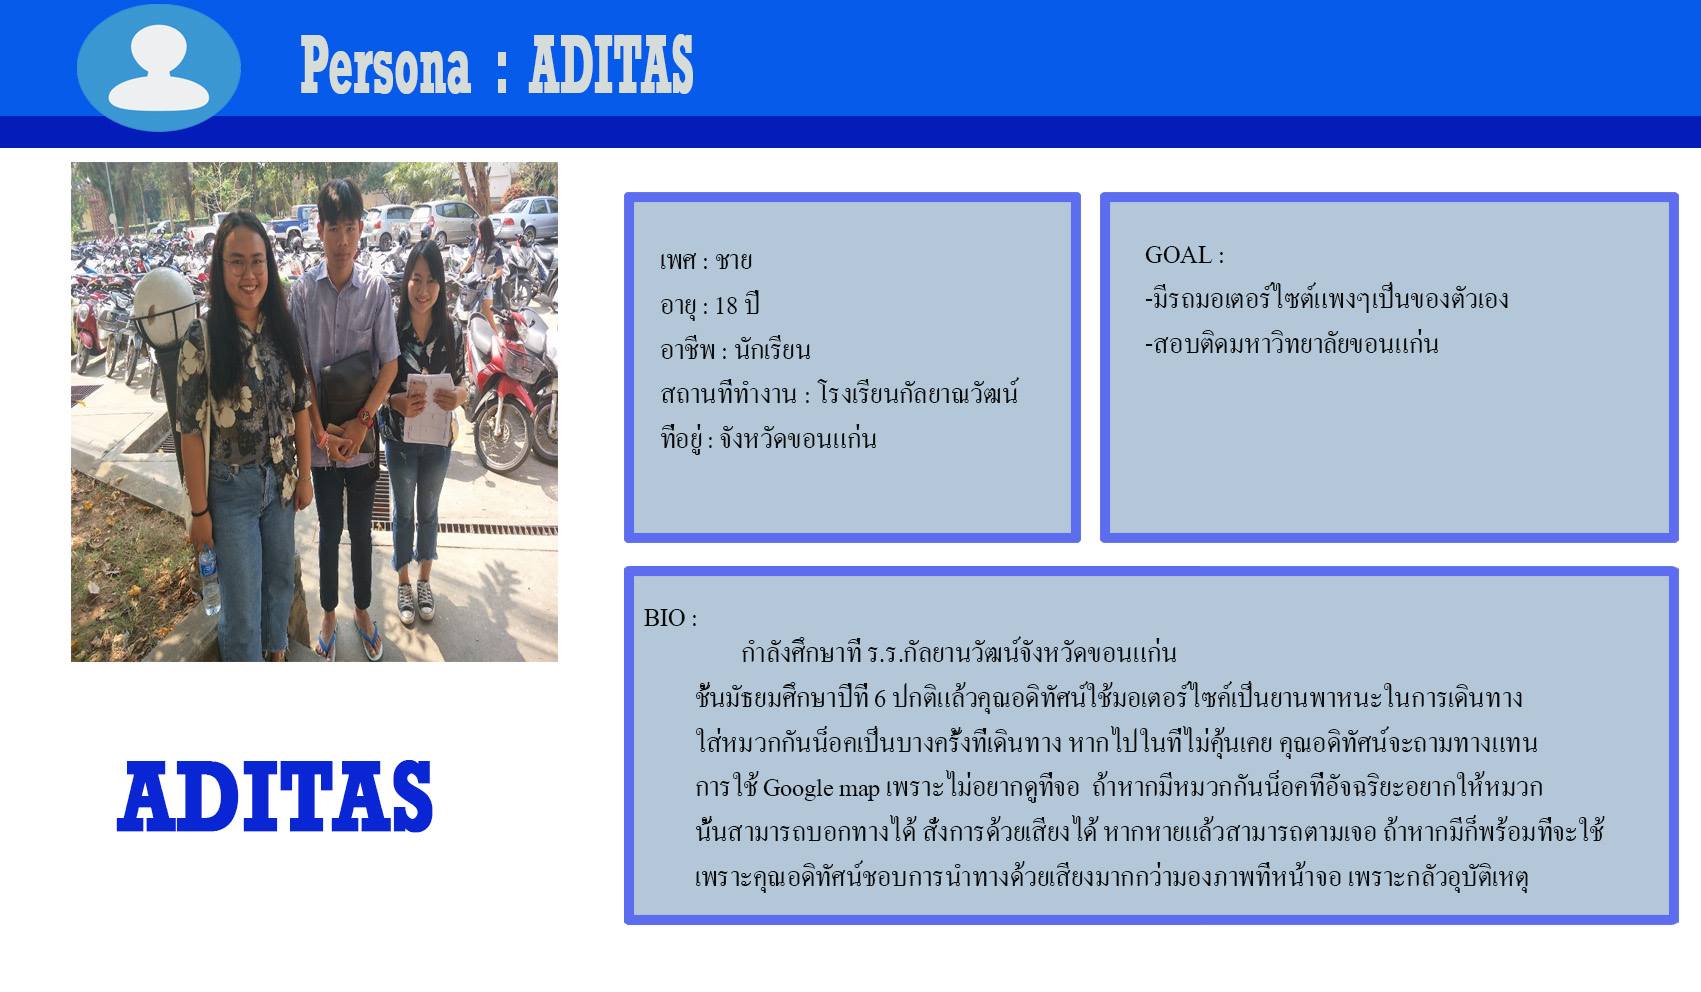 Persona : ADITAS
เพศ : ชาย
อายุ : 18 ปี
อาชีพ : นักเรียน
สถานที่ทำงาน : โรงเรียนกัลยาณวัฒน์
ที่อยู่ : จังหวัดขอนแก่น
GOAL :
-มีรถมอเตอร์ไซต์แพงๆเป็นของตัวเอง
-สอบติดมหาวิทยาลัยขอนแก่น
ADITAS
BIO :
กำลังศึกษาที่ ร.ร.กัลยานวัฒน์จังหวัดขอนแก่น
ชั้นมัธยมศึกษาปีที่ 6 ปกติแล้วคุณอดิทัศน์ใช้มอเตอร์ไซค์เป็นยานพาหนะในการเดินทาง
ใส่หมวกกันน็อคเป็นบางครั้งที่เดินทาง หากไปในที่ไม่คุ้นเคย คุณอดิทัศน์จะถามทางแทน
การใช้ Google map เพราะไม่อยากดูที่จอ ถ้าหากมีหมวกกันน็อคที่อัจฉริยะอยากให้หมวก
นั้นสามารถบอกทางได้ สั่งการด้วยเสียงได้ หากหายแล้วสามารถตามเจอ ถ้าหากมีก็พร้อมที่จะใช้
เพราะคุณอดิทัศน์ชอบการนำทางด้วยเสียงมากกว่ามองภาพที่หน้าจอ เพราะกลัวอุบัติเหตุ